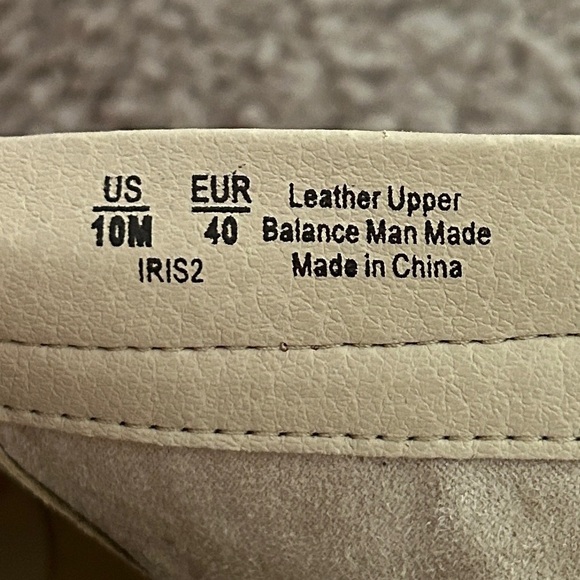 US EUR Leather Upper
10M 40 Balance Man Made
IRIS2 Made in China